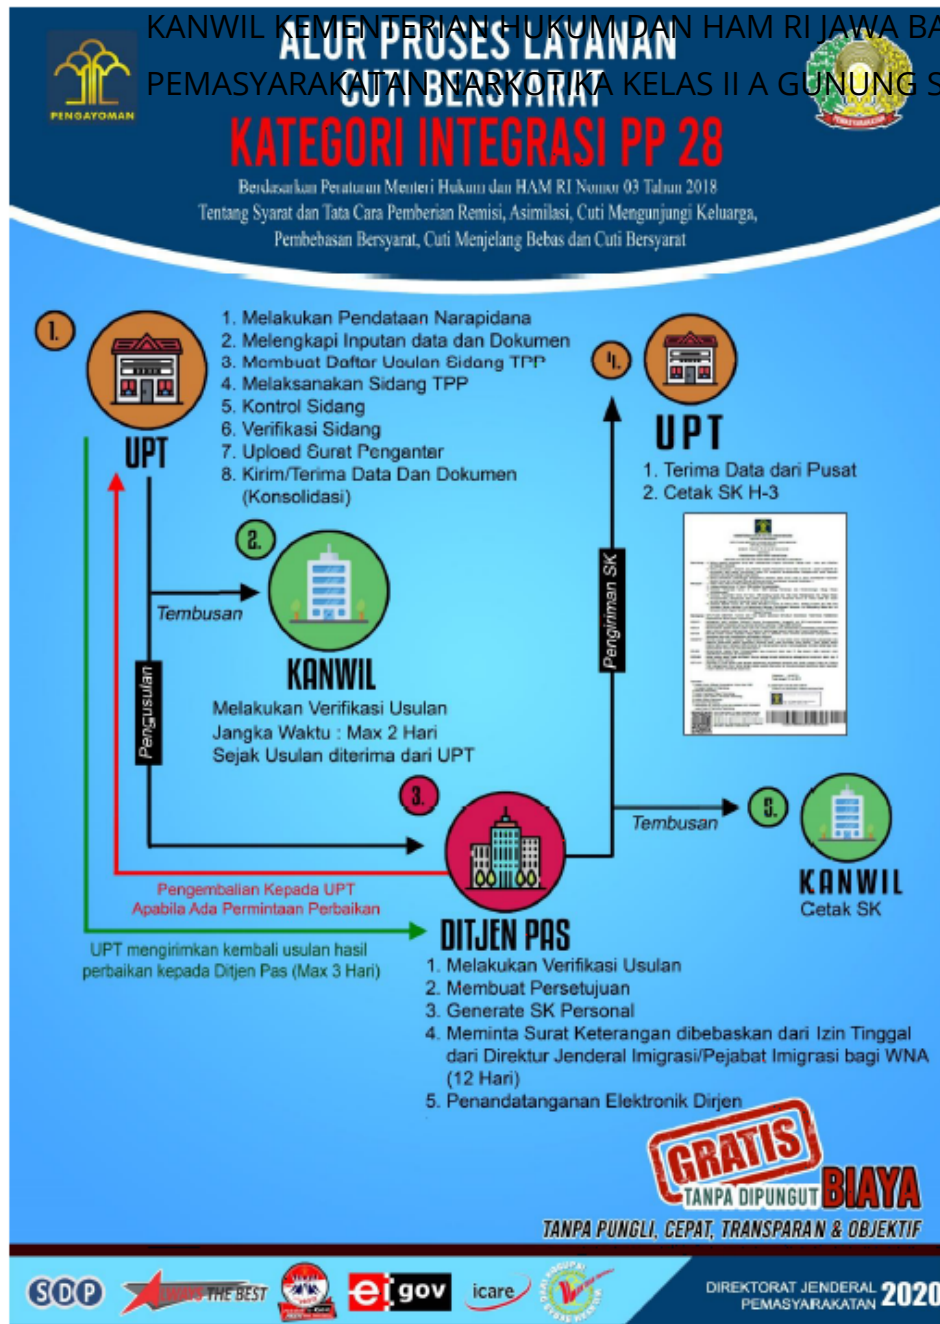 KANWIL KEMENTERIAN HUKUM DAN HAM RI JAWA BA
PEMASYARAKATAN NARKOTIKA KELAS II A GUNUNG S
ALUR PROSES LAYANAN
CUTI BERSYARAT
KATEGORI INTEGRASI PP 28
Berdasarkan Peraturan Menteri Hukum dan HAM RI Nomor 03 Tahun 2018
Tentang Syarat dan Tata Cara Pemberian Remisi, Asimilasi, Cuti Mengunjungi Keluarga,
Pembebasan Bersyarat, Cuti Menjelang Bebas dan Cuti Bersyarat
PENGAYOMAN
PEMASYARAKATAN
1.
UPT
1. Melakukan Pendataan Narapidana
2. Melengkapi Inputan data dan Dokumen
3. Membuat Daftar Usulan Sidang TPP
4. Melaksanakan Sidang TPP
5. Kontrol Sidang
6. Verifikasi Sidang
7. Upload Surat Pengantar
8. Kirim/Terima Data Dan Dokumen
(Konsolidasi)
4.
UPT
1. Terima Data dari Pusat
2. Cetak SK H-3
2.
Tembusan
KANWIL
Melakukan Verifikasi Usulan
Jangka Waktu : Max 2 Hari
Sejak Usulan diterima dari UPT
Pengusulan
Pengiriman SK
3.
Tembusan
5.
KANWIL
Cetak SK
Pengembalian Kepada UPT
Apabila Ada Permintaan Perbaikan
UPT mengirimkan kembali usulan hasil
perbaikan kepada Ditjen Pas (Max 3 Hari)
DITJEN PAS
1. Melakukan Verifikasi Usulan
2. Membuat Persetujuan
3. Generate SK Personal
4. Meminta Surat Keterangan dibebaskan dari Izin Tinggal
dari Direktur Jenderal Imigrasi/Pejabat Imigrasi bagi WNA
(12 Hari)
5. Penandatanganan Elektronik Dirjen
GRATIS
TANPA DIPUNGUT BIAYA
TANPA PUNGLI, CEPAT, TRANSPARAN & OBJEKTIF
SDP
ALWAYS THE BEST
ei gov
icare
DIREKTORAT JENDERAL
PEMASYARAKATAN 2020